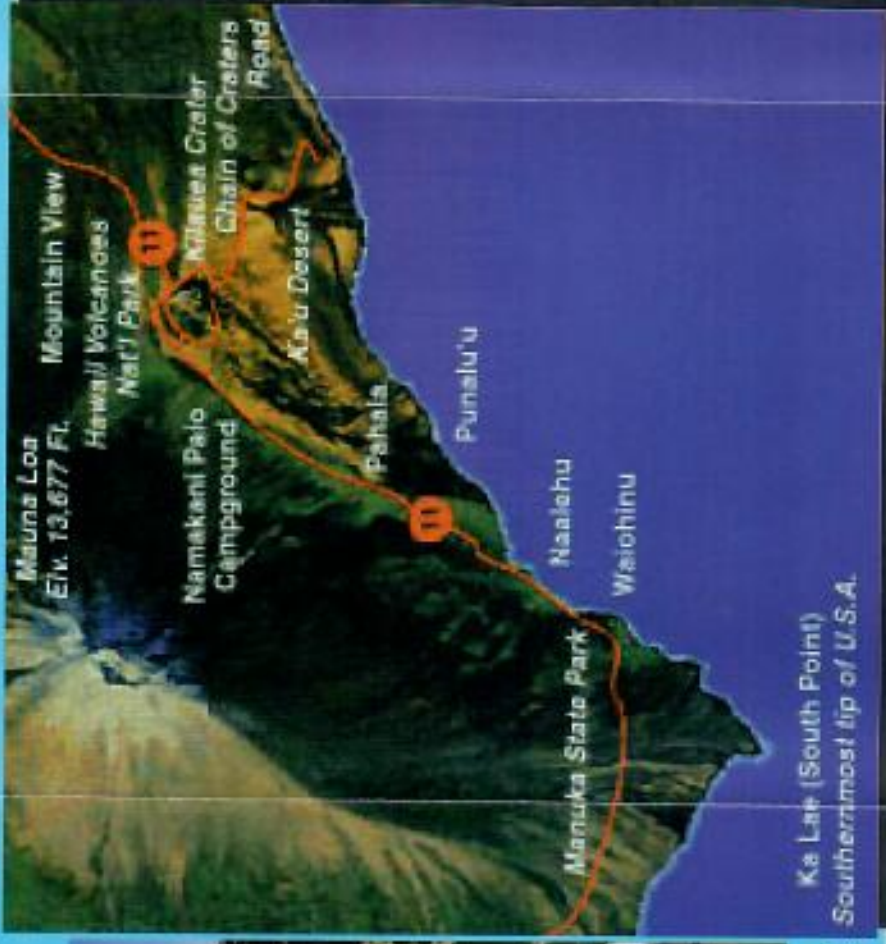 Mauna Loa
Elv. 13,677 Ft.
Mountain View
Hawai'i Volcanoes
Nat'l Park
11
Kilauea Crater
Chain of Craters
Road
Namakani Paio
Campground
Ka'u Desert
Pahala
Punalu'u
11
Naalehu
Waiohinu
Manuka State Park
Ka Lae (South Point)
Southernmost tip of U.S.A.